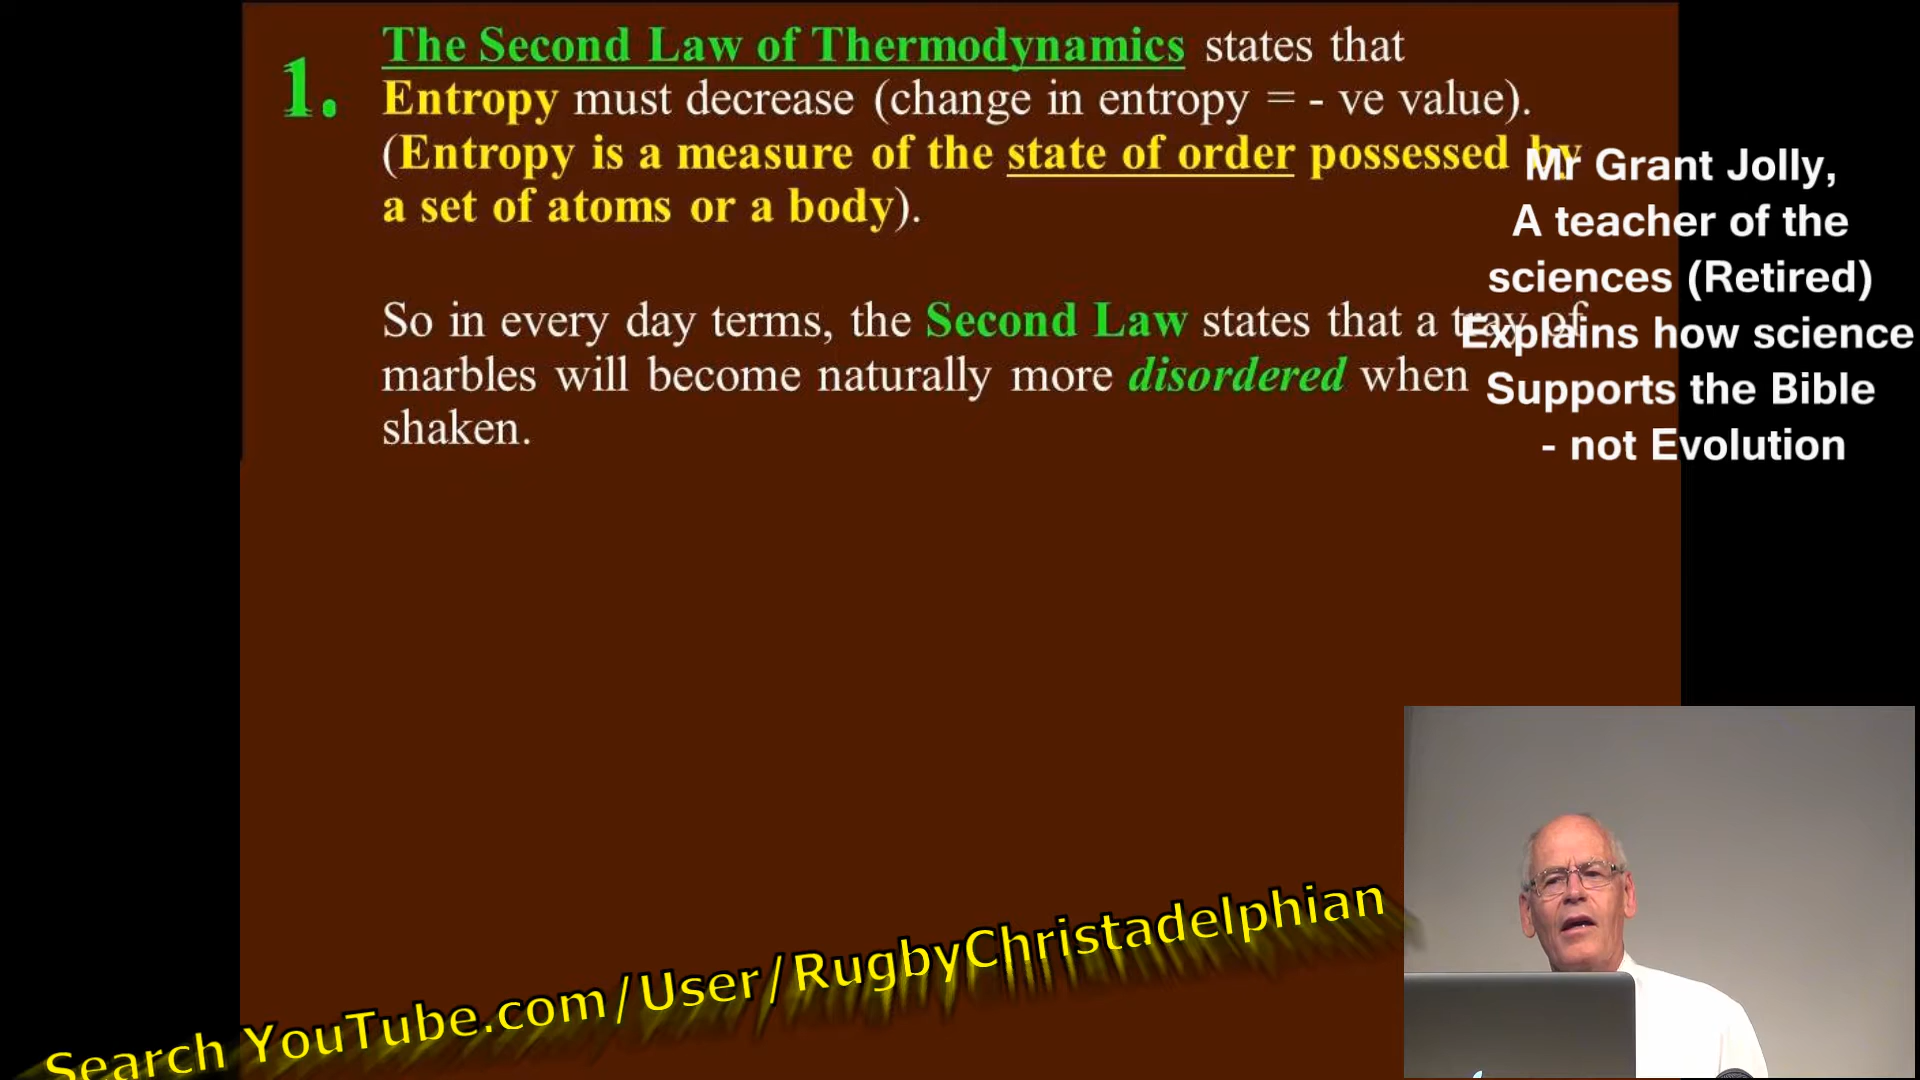 1.
The Second Law of Thermodynamics states that
Entropy must decrease (change in entropy = - ve value).
(Entropy is a measure of the state of order possessed by
a set of atoms or a body).
So in every day terms, the Second Law states that a tray of
marbles will become naturally more disordered when
shaken.
Mr Grant Jolly,
A teacher of the
sciences (Retired)
Explains how science
Supports the Bible
- not Evolution
Search YouTube.com/User/RugbyChristadelphian